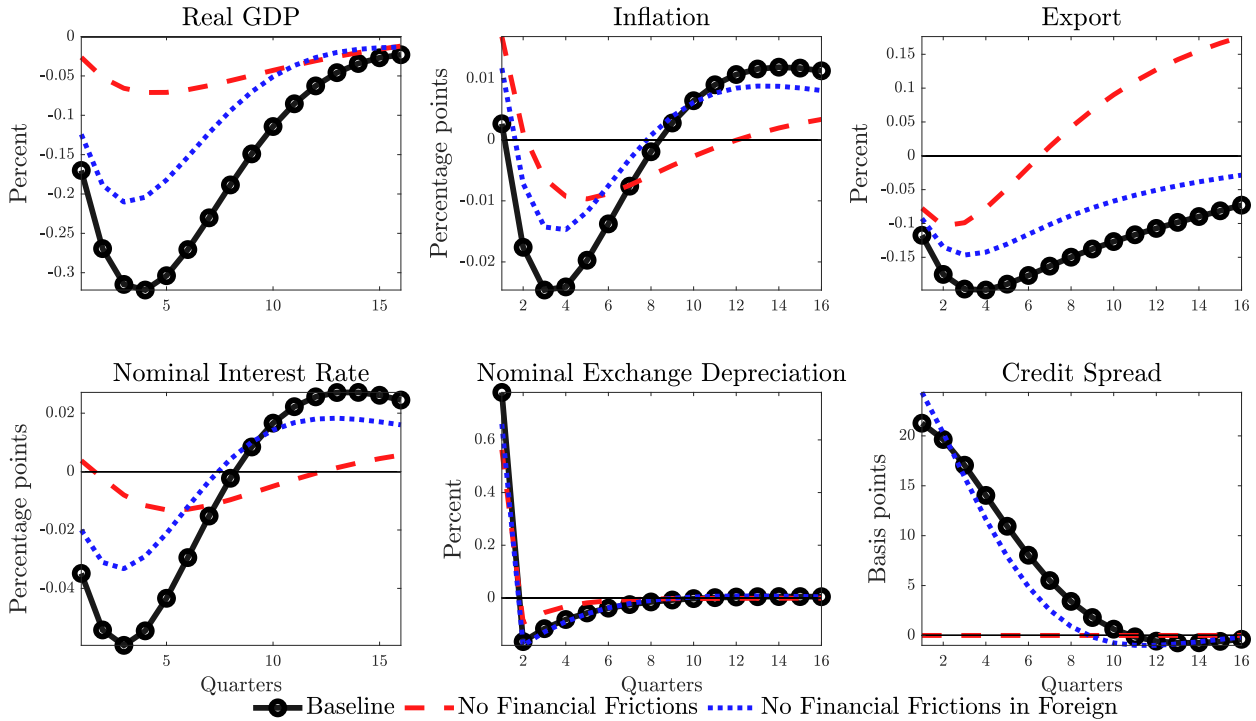 Real GDP
Inflation
Export
Percent
0
-0.05
-0.1
-0.15
-0.2
-0.25
-0.3
5
10
15
Percentage points
0.01
0
-0.01
-0.02
2 4 6 8 10 12 14 16
Percent
0.15
0.1
0.05
0
-0.05
-0.1
-0.15
2 4 6 8 10 12 14 16
Nominal Interest Rate
Nominal Exchange Depreciation
Credit Spread
Percentage points
0.02
0
-0.02
-0.04
5
10
15
Quarters
Percent
0.6
0.4
0.2
0
2 4 6 8 10 12 14 16
Quarters
Basis points
20
15
10
5
0
2 4 6 8 10 12 14 16
Quarters
Baseline No Financial Frictions No Financial Frictions in Foreign